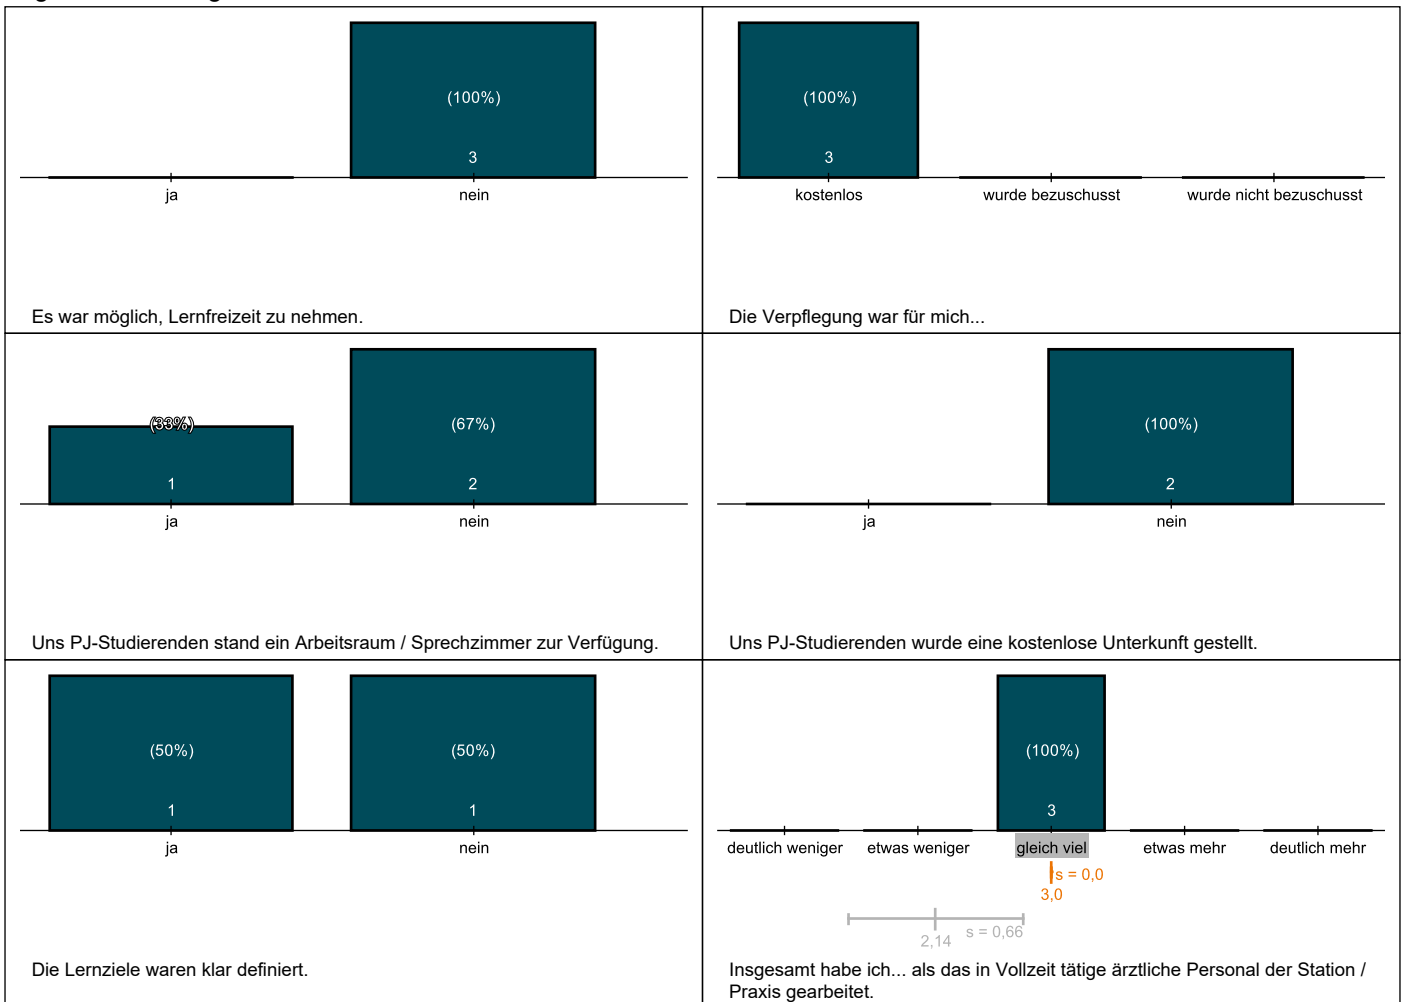 (100%)
3
ja
nein
Es war möglich, Lernfreizeit zu nehmen.
(100%)
3
kostenlos
wurde bezuschusst
wurde nicht bezuschusst
Die Verpflegung war für mich...
(33%)
(67%)
1
2
ja
nein
Uns PJ-Studierenden stand ein Arbeitsraum / Sprechzimmer zur Verfügung.
(100%)
2
ja
nein
Uns PJ-Studierenden wurde eine kostenlose Unterkunft gestellt.
(50%)
(50%)
1
1
ja
nein
Die Lernziele waren klar definiert.
(100%)
3
deutlich weniger
etwas weniger
gleich viel
etwas mehr
deutlich mehr
s = 0,0
3,0
2,14
s = 0,66
Insgesamt habe ich... als das in Vollzeit tätige ärztliche Personal der Station /
Praxis gearbeitet.